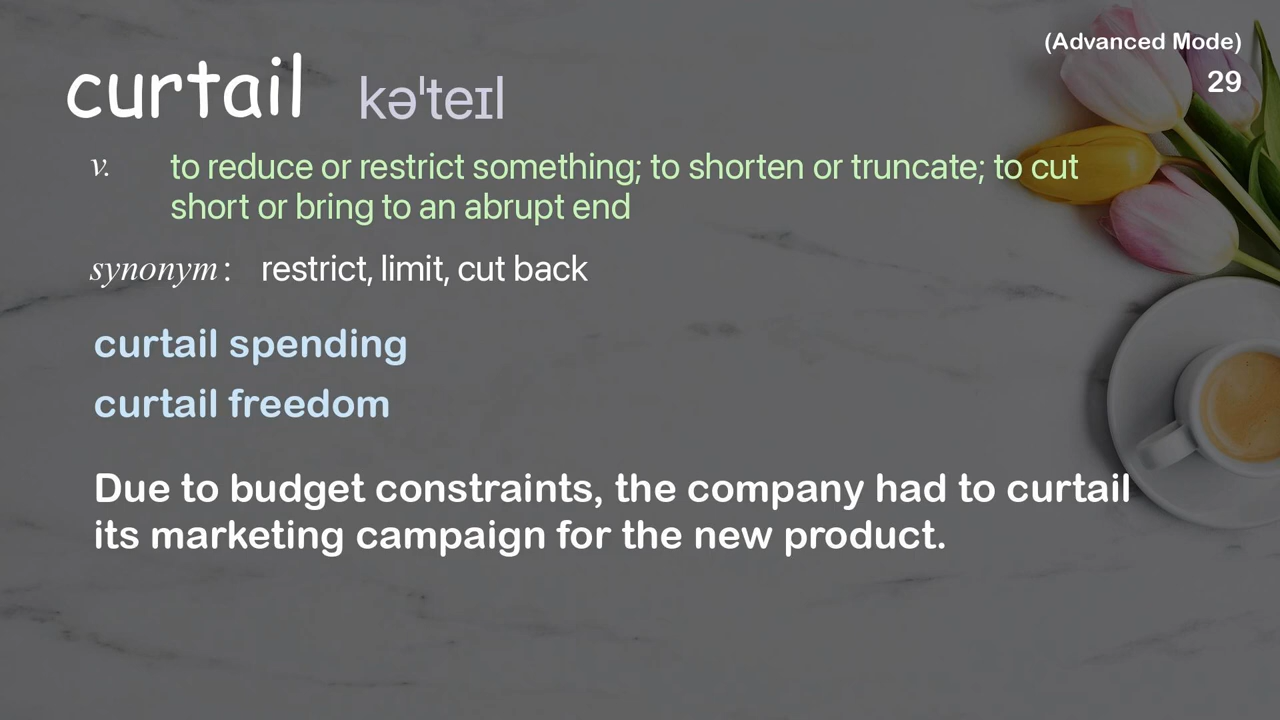 (Advanced Mode)
29
curtail kəˈteɪl
v. to reduce or restrict something; to shorten or truncate; to cut
short or bring to an abrupt end
synonym: restrict, limit, cut back
curtail spending
curtail freedom
Due to budget constraints, the company had to curtail
its marketing campaign for the new product.